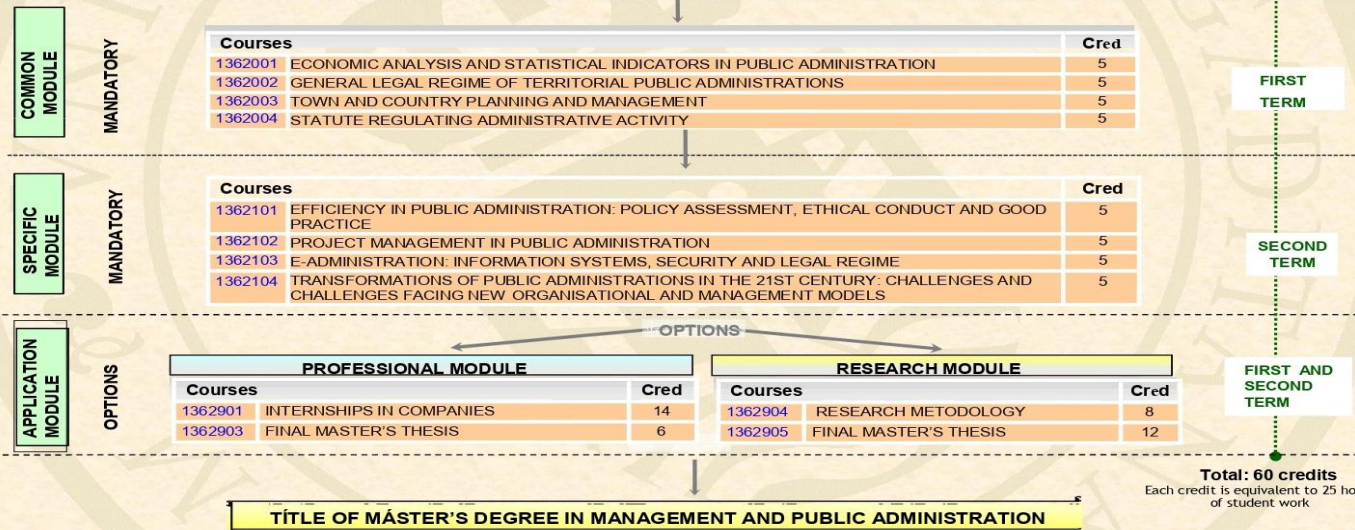 COMMON
MODULE
MANDATORY
Courses Cred
1362001 ECONOMIC ANALYSIS AND STATISTICAL INDICATORS IN PUBLIC ADMINISTRATION 5
1362002 GENERAL LEGAL REGIME OF TERRITORIAL PUBLIC ADMINISTRATIONS 5
1362003 TOWN AND COUNTRY PLANNING AND MANAGEMENT 5
1362004 STATUTE REGULATING ADMINISTRATIVE ACTIVITY 5
FIRST
TERM
SPECIFIC
MODULE
MANDATORY
Courses Cred
1362101 EFFICIENCY IN PUBLIC ADMINISTRATION: POLICY ASSESSMENT, ETHICAL CONDUCT AND GOOD 5
PRACTICE
1362102 PROJECT MANAGEMENT IN PUBLIC ADMINISTRATION 5
1362103 E-ADMINISTRATION: INFORMATION SYSTEMS, SECURITY AND LEGAL REGIME 5
1362104 TRANSFORMATIONS OF PUBLIC ADMINISTRATIONS IN THE 21ST CENTURY: CHALLENGES AND 5
CHALLENGES FACING NEW ORGANISATIONAL AND MANAGEMENT MODELS
SECOND
TERM
APPLICATION
MODULE
OPTIONS
OPTIONS
PROFESSIONAL MODULE
Courses Cred
1362901 INTERNSHIPS IN COMPANIES 14
1362903 FINAL MASTER'S THESIS 6
RESEARCH MODULE
Courses Cred
1362904 RESEARCH METODOLOGY 8
1362905 FINAL MASTER'S THESIS 12
FIRST AND
SECOND
TERM
Total: 60 credits
Each credit is equivalent to 25 ho
of student work
TÍTLE OF MÁSTER'S DEGREE IN MANAGEMENT AND PUBLIC ADMINISTRATION